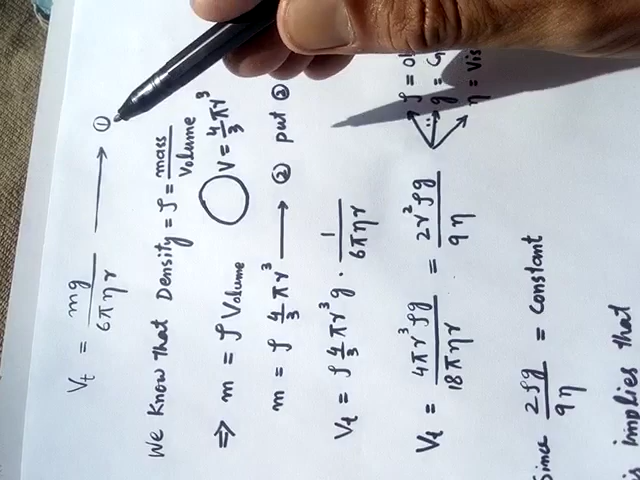 Vt = mg / 6πηr ⟶ ①
We Know that Density = ρ = mass / Volume
⇒ m = ρ Volume V = 4/3 πr³
m = ρ 4/3 πr³ ⟶ ② put ②
Vt = ρ 4/3 πr³ g · 1 / 6πηr
Vt = 4πr³ρg / 18πηr = 2r²ρg / 9η ρ = g = η = Vis
Since 2ρg / 9η = Constant
implies that